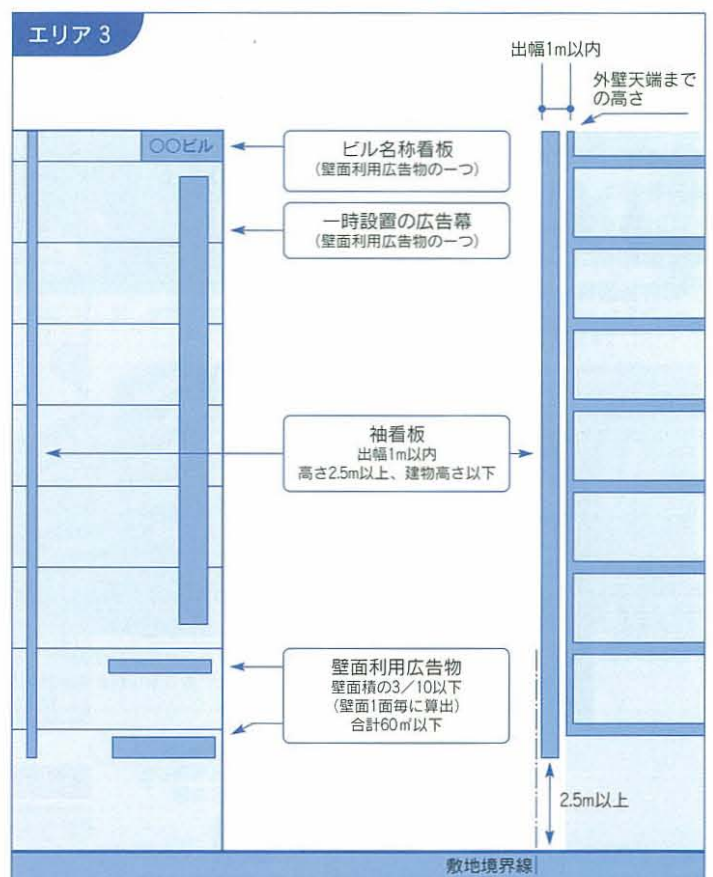 エリア 3
出幅1m以内
外壁天端まで
の高さ
〇〇ビル
ビル名称看板
(壁面利用広告物の一つ)
一時設置の広告幕
(壁面利用広告物の一つ)
袖看板
出幅1m以内
高さ2.5m以上、建物高さ以下
壁面利用広告物
壁面積の3／10以下
(壁面1面毎に算出)
合計60㎡以下
2.5m以上
敷地境界線